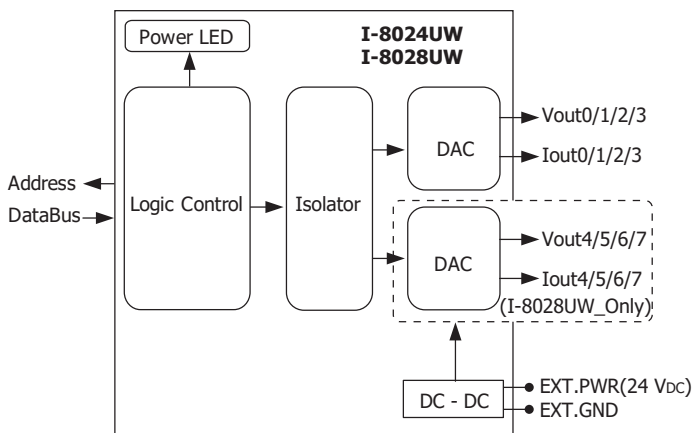 Power LED
I-8024UW
I-8028UW
Vout0/1/2/3
DAC
Iout0/1/2/3
Address
DataBus
Logic Control
Isolator
Vout4/5/6/7
DAC
Iout4/5/6/7
(I-8028UW_Only)
EXT.PWR(24 VDC)
DC - DC
EXT.GND